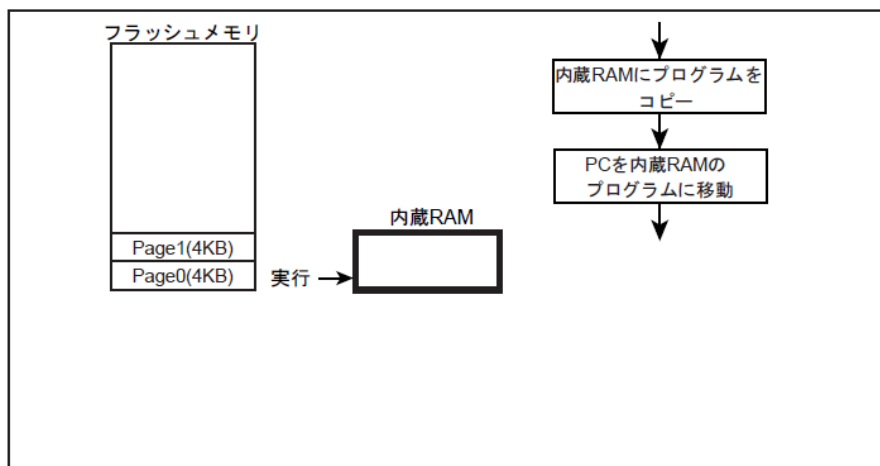 フラッシュメモリ
Page1(4KB)
Page0(4KB)
実行
内蔵RAM
内蔵RAMにプログラムを
コピー
PCを内蔵RAMの
プログラムに移動